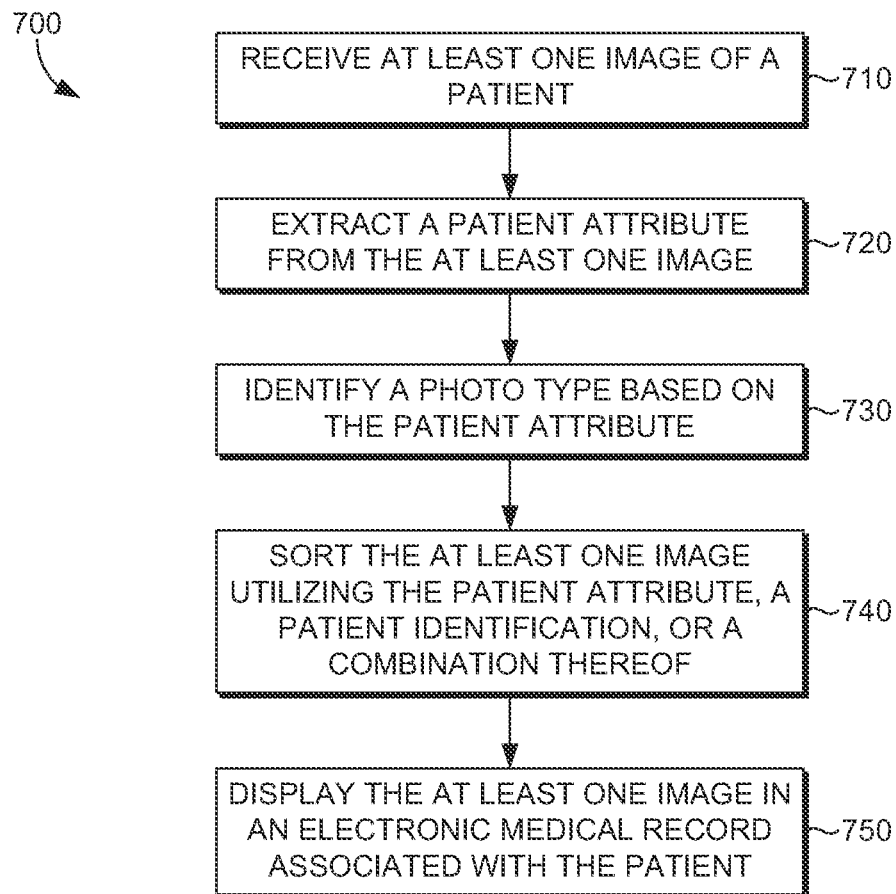 700
RECEIVE AT LEAST ONE IMAGE OF A
PATIENT
710
EXTRACT A PATIENT ATTRIBUTE
FROM THE AT LEAST ONE IMAGE
720
IDENTIFY A PHOTO TYPE BASED ON
THE PATIENT ATTRIBUTE
730
SORT THE AT LEAST ONE IMAGE
UTILIZING THE PATIENT ATTRIBUTE, A
PATIENT IDENTIFICATION, OR A
COMBINATION THEREOF
740
DISPLAY THE AT LEAST ONE IMAGE IN
AN ELECTRONIC MEDICAL RECORD
ASSOCIATED WITH THE PATIENT
750